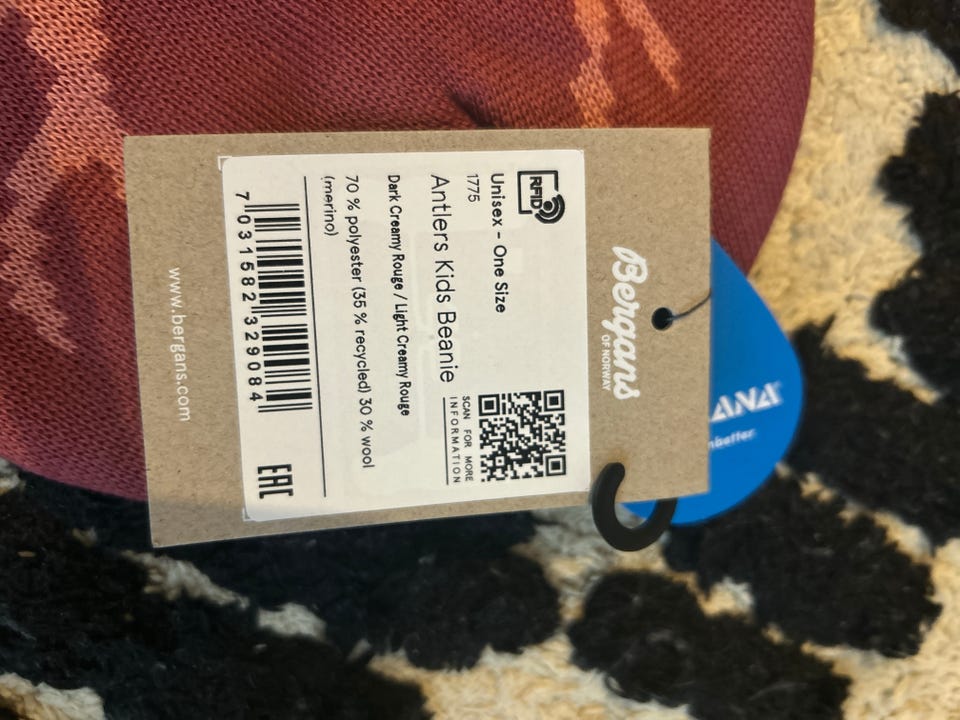 Bergans
OF NORWAY
RFID
Unisex - One Size
1775
Antlers Kids Beanie
SCAN FOR MORE
INFORMATION
Dark Creamy Rouge / Light Creamy Rouge
70 % polyester (35 % recycled) 30 % wool
(merino)
7 031582 329084
EAC
www.bergans.com